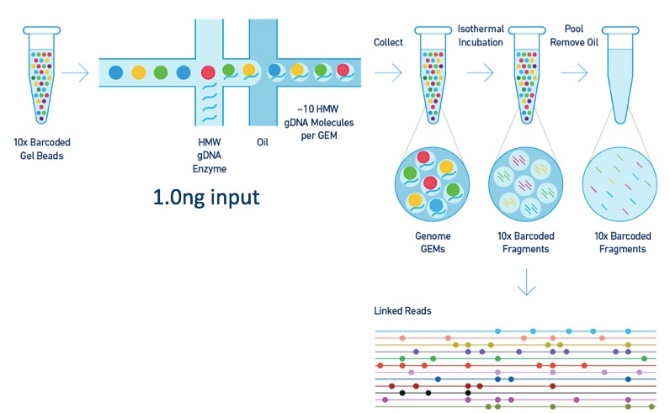 Collect
Isothermal
Incubation
Pool
Remove Oil
10x Barcoded
Gel Beads
HMW
gDNA
Enzyme
Oil
~10 HMW
gDNA Molecules
per GEM
1.0ng input
Genome
GEMs
10x Barcoded
Fragments
10x Barcoded
Fragments
Linked Reads